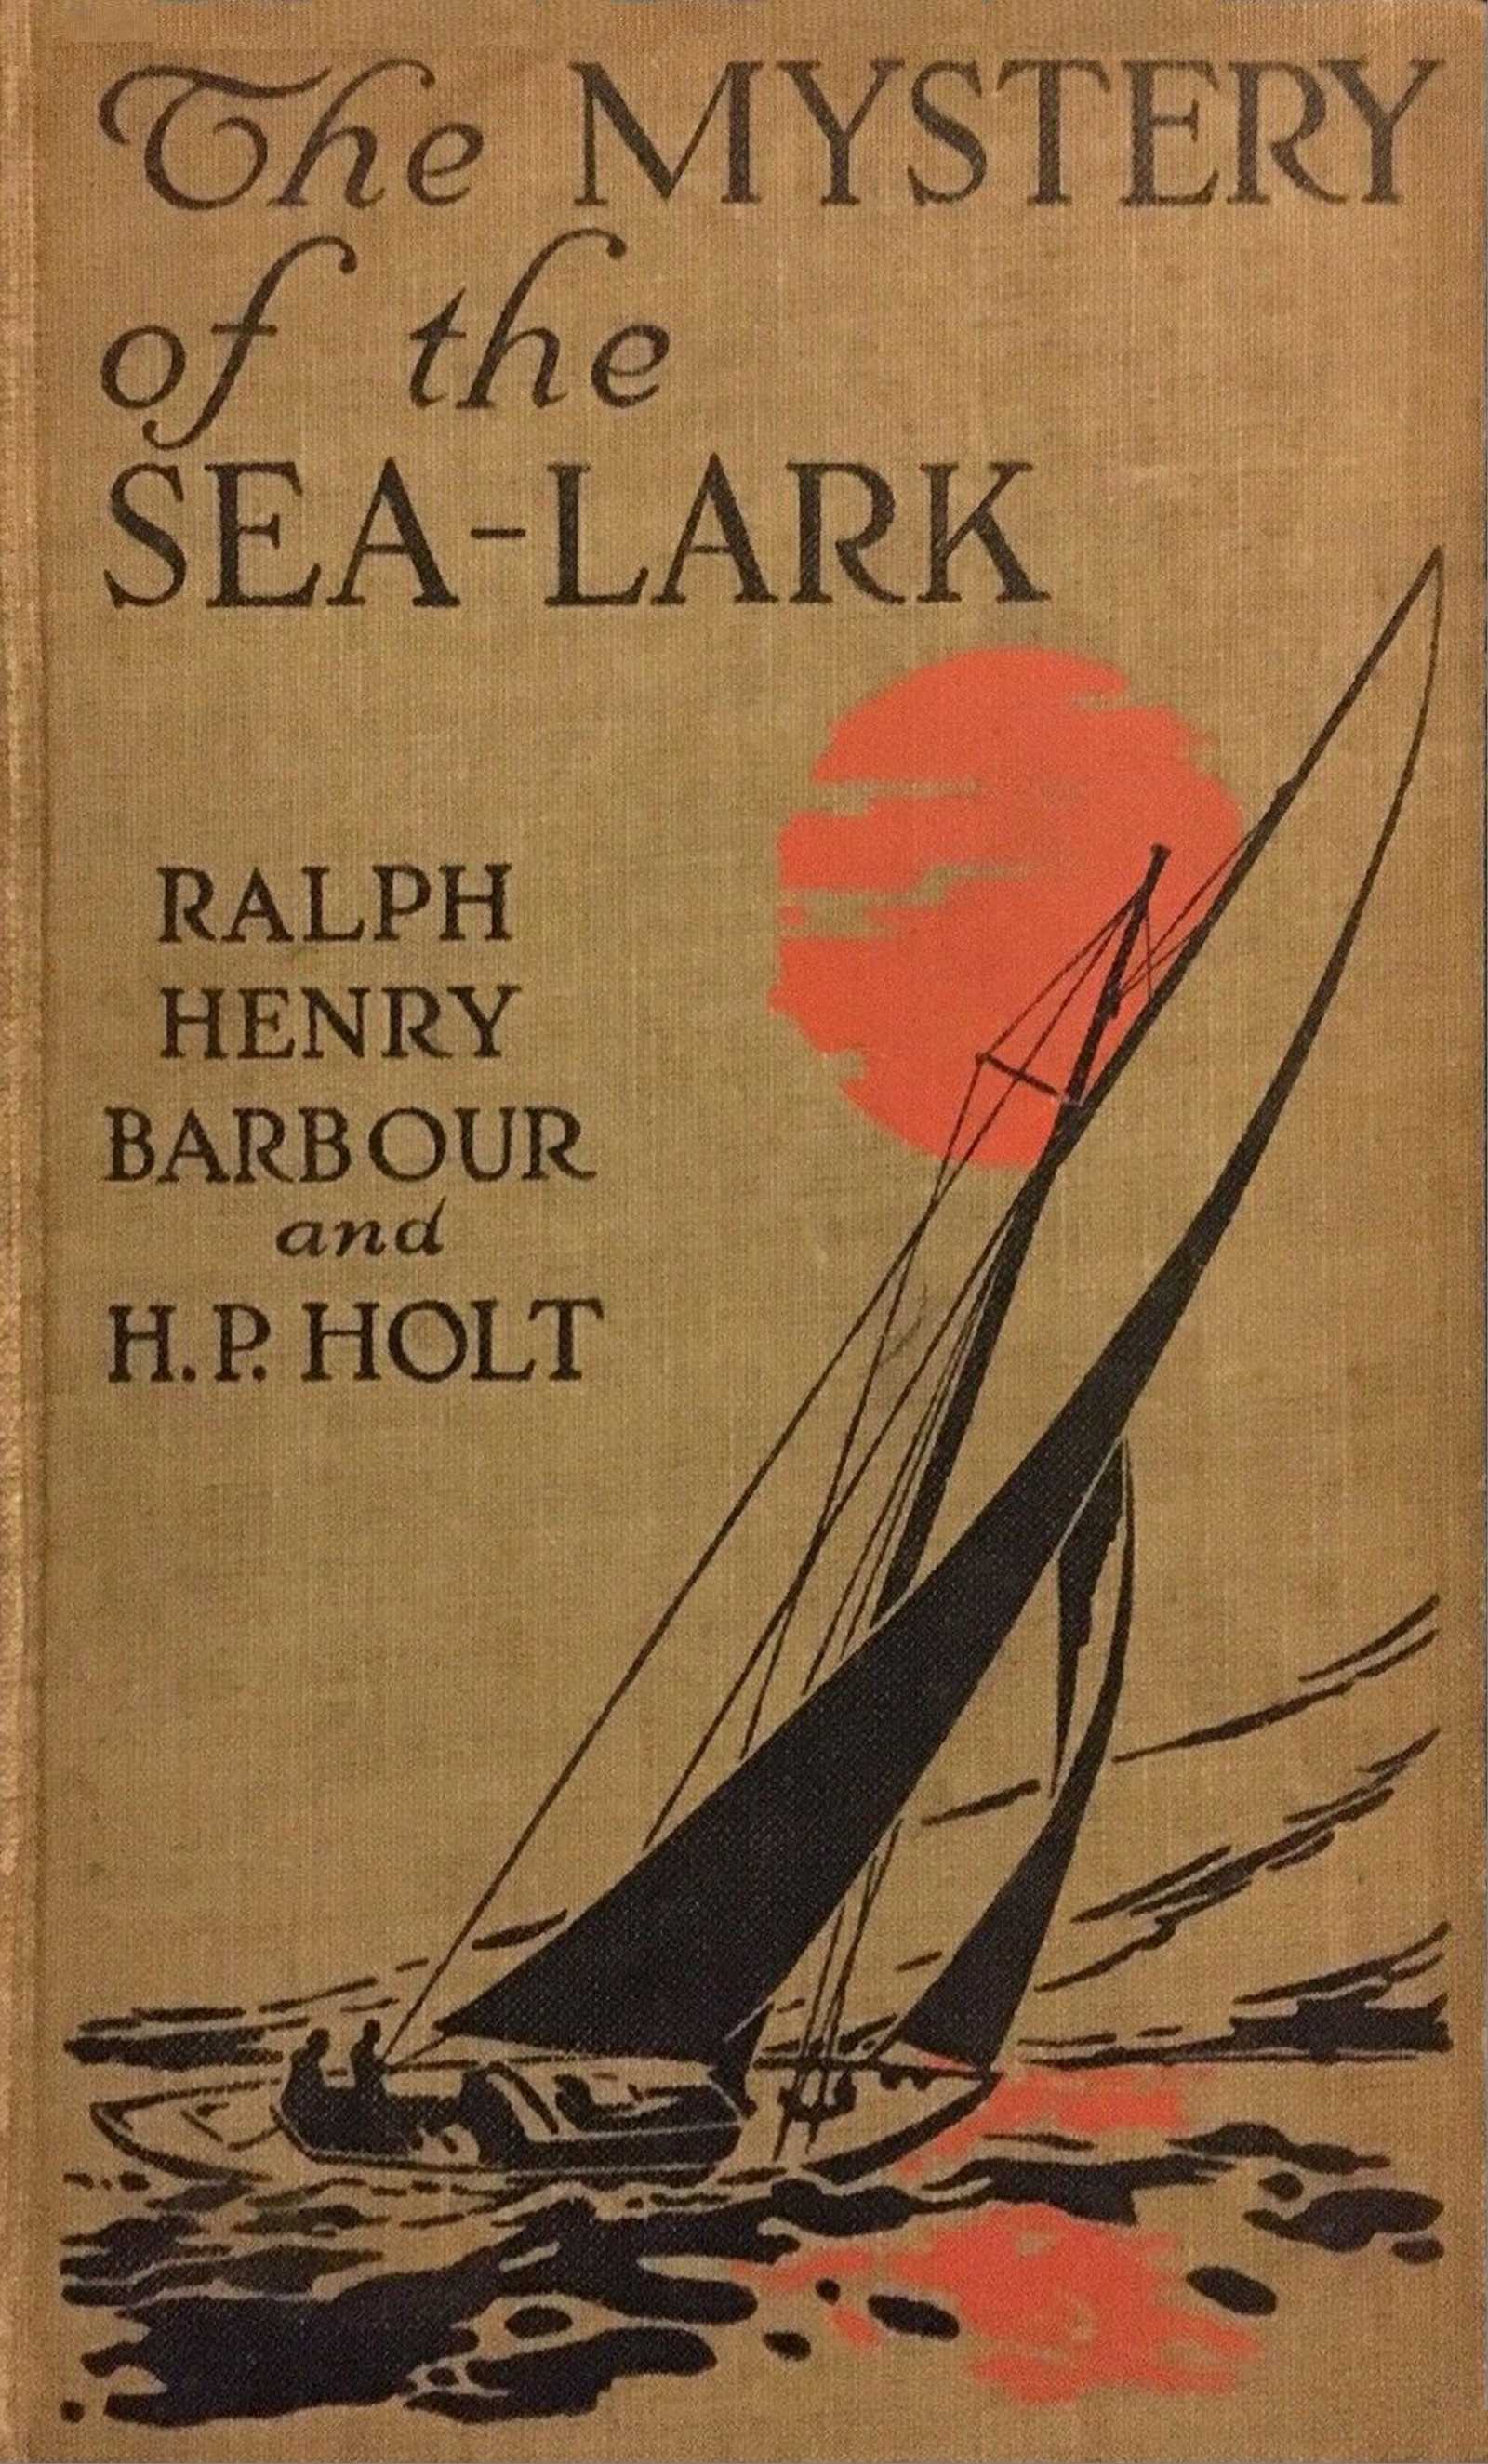 The MYSTERY
of the
SEA-LARK
RALPH
HENRY
BARBOUR
and
H.P. HOLT